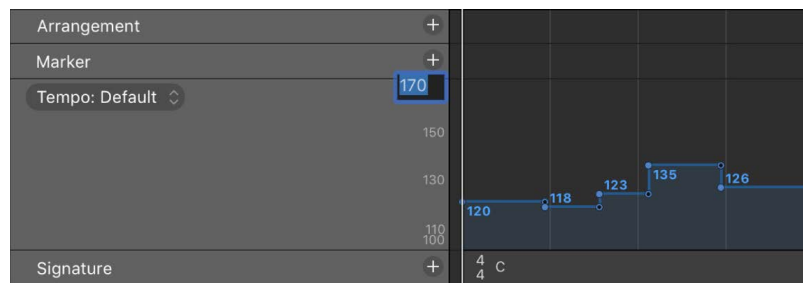 Arrangement +
Marker +
170
Tempo: Default
150
130
110
100
120
118
123
135
126
Signature +
4
4 C